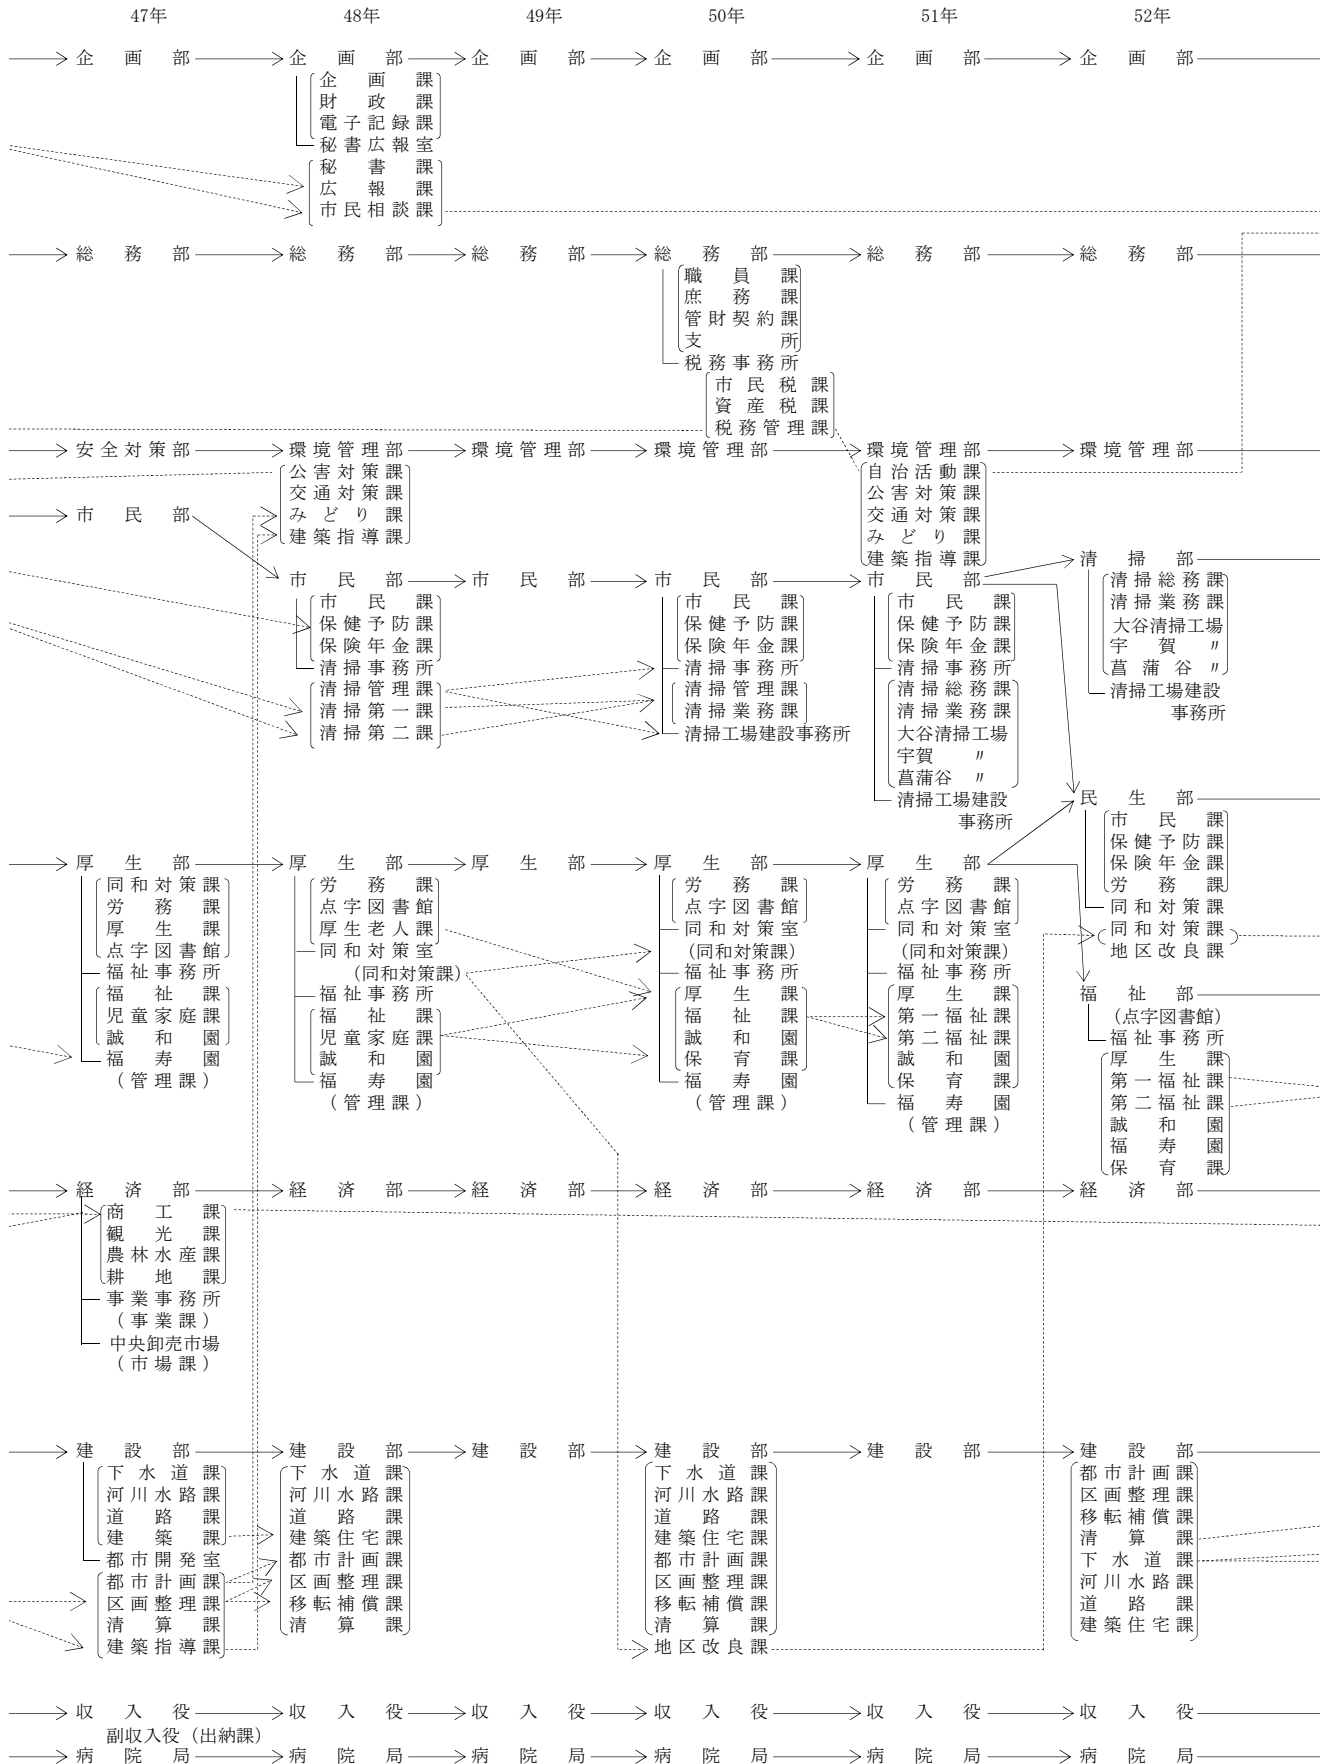 47年
48年
49年
50年
51年
52年
企画部
企画部
企画課
財政課
電子記録課
秘書広報室
秘書課
広報課
市民相談課
企画部
企画部
企画部
企画部
総務部
総務部
総務部
総務部
職員課
庶務課
管財契約課
支所
税務事務所
市民税課
資産税課
税務管理課
総務部
総務部
安全対策部
環境管理部
公害対策課
交通対策課
みどり課
建築指導課
環境管理部
環境管理部
環境管理部
自治活動課
公害対策課
交通対策課
みどり課
建築指導課
環境管理部
市民部
市民部
市民課
保健予防課
保険年金課
清掃事務所
清掃管理課
清掃第一課
清掃第二課
市民部
市民部
市民課
保健予防課
保険年金課
清掃事務所
清掃管理課
清掃業務課
清掃工場建設事務所
市民部
市民課
保健予防課
保険年金課
清掃事務所
清掃総務課
清掃業務課
大谷清掃工場
宇賀 〃
菖蒲谷 〃
清掃工場建設
事務所
清掃部
清掃総務課
清掃業務課
大谷清掃工場
宇賀 〃
菖蒲谷 〃
清掃工場建設
事務所
民生部
市民課
保健予防課
保険年金課
労務課
同和対策課
同和対策課
地区改良課
厚生部
同和対策課
労務課
厚生課
点字図書館
福祉事務所
福祉課
児童家庭課
誠和園
福寿園
（管理課）
厚生部
労務課
点字図書館
厚生老人課
同和対策室
(同和対策課)
福祉事務所
福祉課
児童家庭課
誠和園
福寿園
（管理課）
厚生部
厚生部
労務課
点字図書館
同和対策室
(同和対策課)
福祉事務所
厚生課
福祉課
誠和園
保育課
福寿園
（管理課）
厚生部
労務課
点字図書館
同和対策室
(同和対策課)
福祉事務所
厚生課
第一福祉課
第二福祉課
誠和園
保育課
福寿園
（管理課）
福祉部
(点字図書館)
福祉事務所
厚生課
第一福祉課
第二福祉課
誠和園
福寿園
保育課
経済部
商工課
観光課
農林水産課
耕地課
事業事務所
（事業課）
中央卸売市場
（市場課）
経済部
経済部
経済部
経済部
経済部
建設部
下水道課
河川水路課
道路課
建築課
都市開発室
都市計画課
区画整理課
清算課
建築指導課
建設部
下水道課
河川水路課
道路課
建築住宅課
都市計画課
区画整理課
移転補償課
清算課
建設部
建設部
下水道課
河川水路課
道路課
建築住宅課
都市計画課
区画整理課
移転補償課
清算課
地区改良課
建設部
建設部
都市計画課
区画整理課
移転補償課
清算課
下水道課
河川水路課
道路課
建築住宅課
収入役
副収入役（出納課）
収入役
収入役
収入役
収入役
収入役
病院局
病院局
病院局
病院局
病院局
病院局